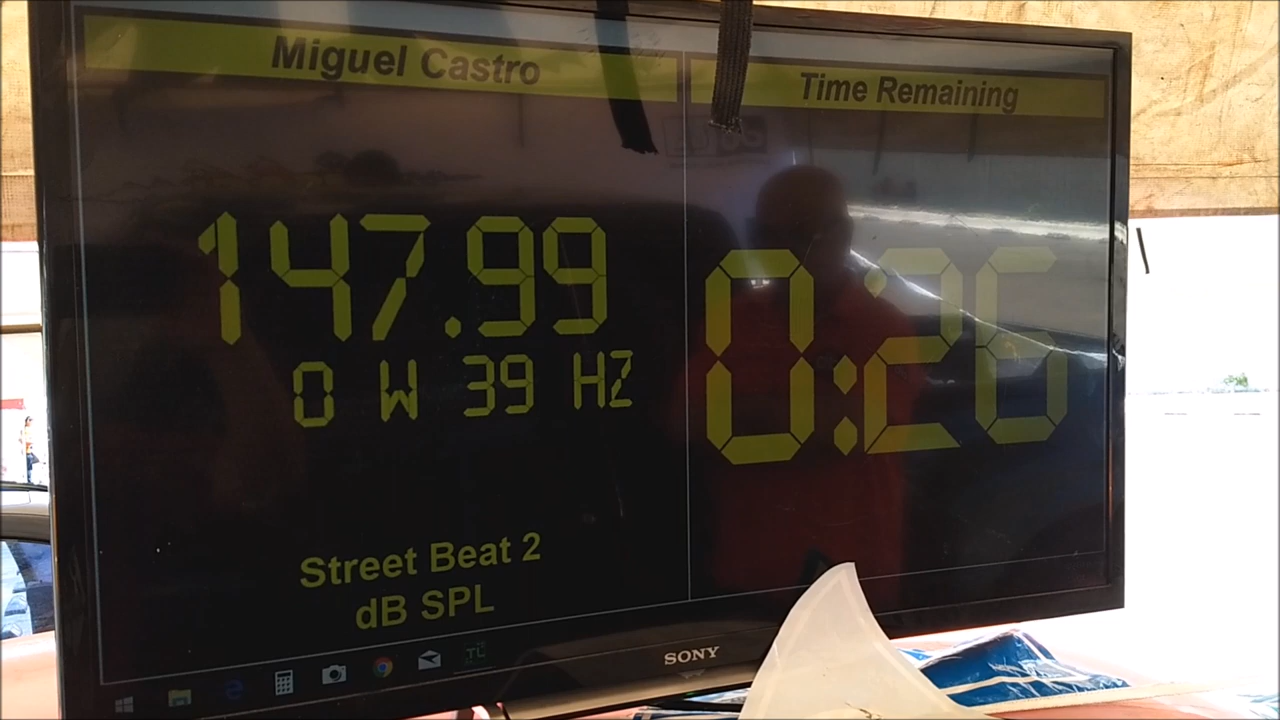 Miguel Castro
Time Remaining
147.99
0 W 39 HZ
0:26
Street Beat 2
dB SPL
SONY